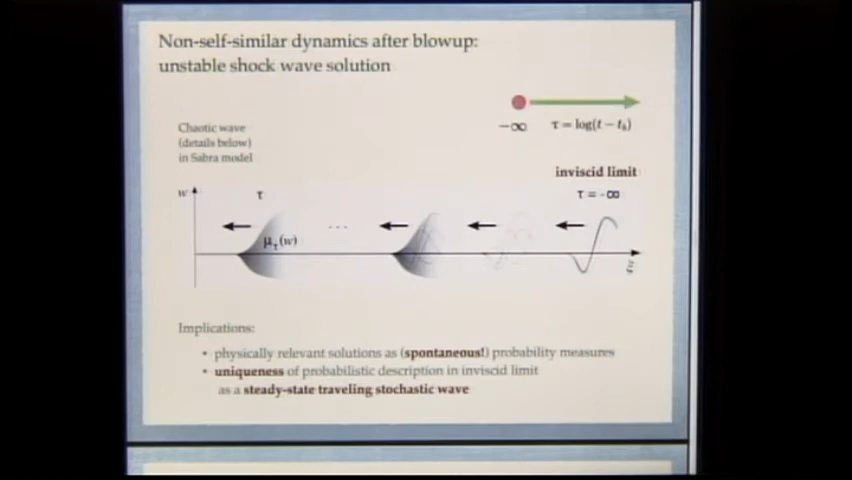 Non-self-similar dynamics after blowup:
unstable shock wave solution
−∞ τ = log(t − t_b)
Chaotic wave
(details below)
in Sabra model
inviscid limit
w τ τ = −∞
...
μ_τ(w)
ξ
Implications:
• physically relevant solutions as (spontaneous!) probability measures
• uniqueness of probabilistic description in inviscid limit
as a steady-state traveling stochastic wave